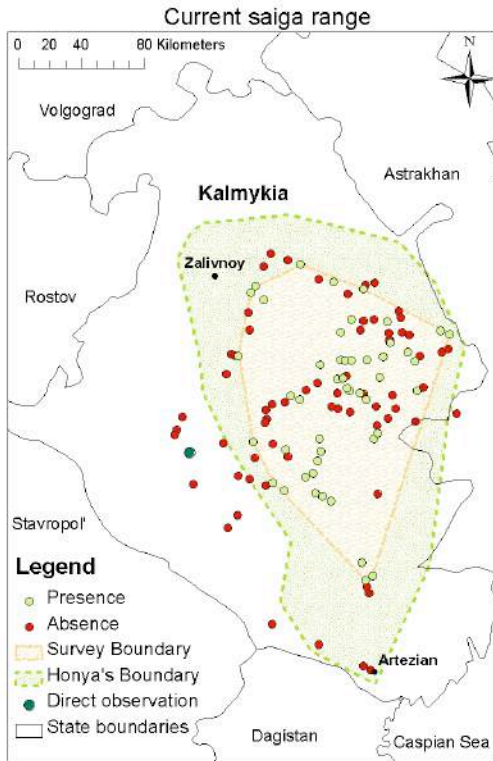 Current saiga range
0 20 40 60 80 Kilometers
N
Volgograd
Astrakhan
Kalmykia
Zalivnoy
Rostov
Stavropol'
Legend
Presence
Absence
Survey Boundary
Honya's Boundary
Direct observation
State boundaries
Artezian
Dagistan
Caspian Sea